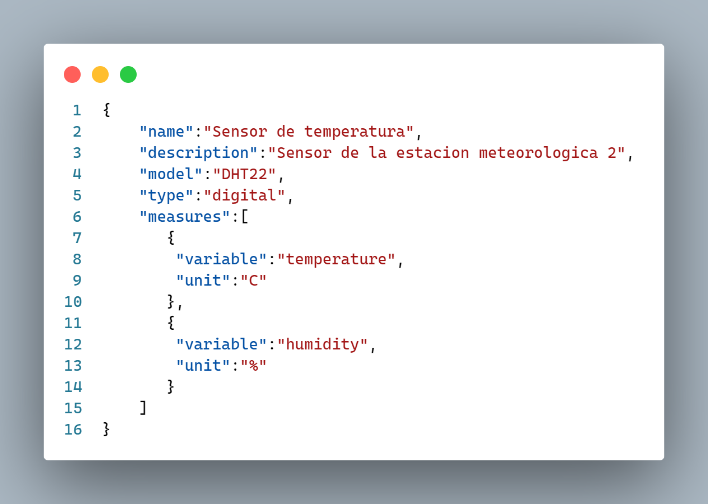 1 {
2     "name":"Sensor de temperatura",
3     "description":"Sensor de la estacion meteorologica 2",
4     "model":"DHT22",
5     "type":"digital",
6     "measures":[
7        {
8         "variable":"temperature",
9         "unit":"C"
10        },
11        {
12         "variable":"humidity",
13         "unit":"%"
14        }
15     ]
16 }